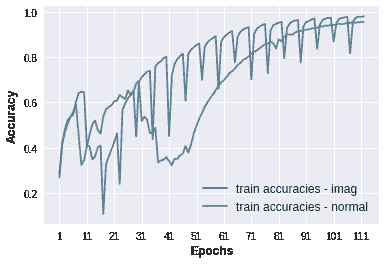 1.0
0.8
0.6
0.4
0.2
Accuracy
train accuracies - imag
train accuracies - normal
1 11 21 31 41 51 61 71 81 91 101 111
Epochs